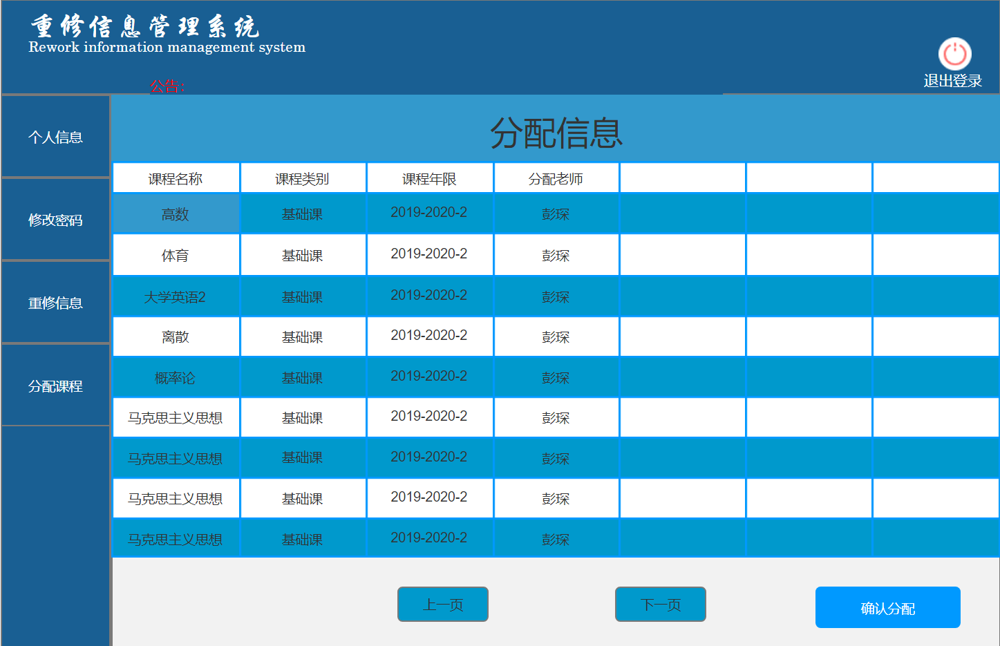 重修信息管理系统
Rework information management system
退出登录
公告：
个人信息
修改密码
重修信息
分配课程
分配信息
课程名称 课程类别 课程年限 分配老师
高数 基础课 2019-2020-2 彭琛
体育 基础课 2019-2020-2 彭琛
大学英语2 基础课 2019-2020-2 彭琛
离散 基础课 2019-2020-2 彭琛
概率论 基础课 2019-2020-2 彭琛
马克思主义思想 基础课 2019-2020-2 彭琛
马克思主义思想 基础课 2019-2020-2 彭琛
马克思主义思想 基础课 2019-2020-2 彭琛
马克思主义思想 基础课 2019-2020-2 彭琛
上一页 下一页 确认分配